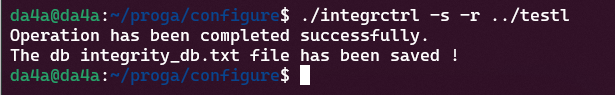 da4a@da4a:~/proga/configure$ ./integrctrl -s -r ../testl
Operation has been completed successfully.
The db integrity_db.txt file has been saved !
da4a@da4a:~/proga/configure$